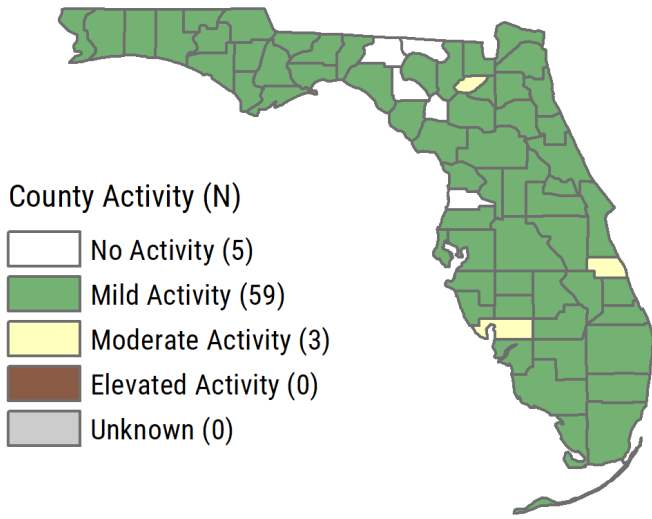 County Activity (N)
No Activity (5)
Mild Activity (59)
Moderate Activity (3)
Elevated Activity (0)
Unknown (0)